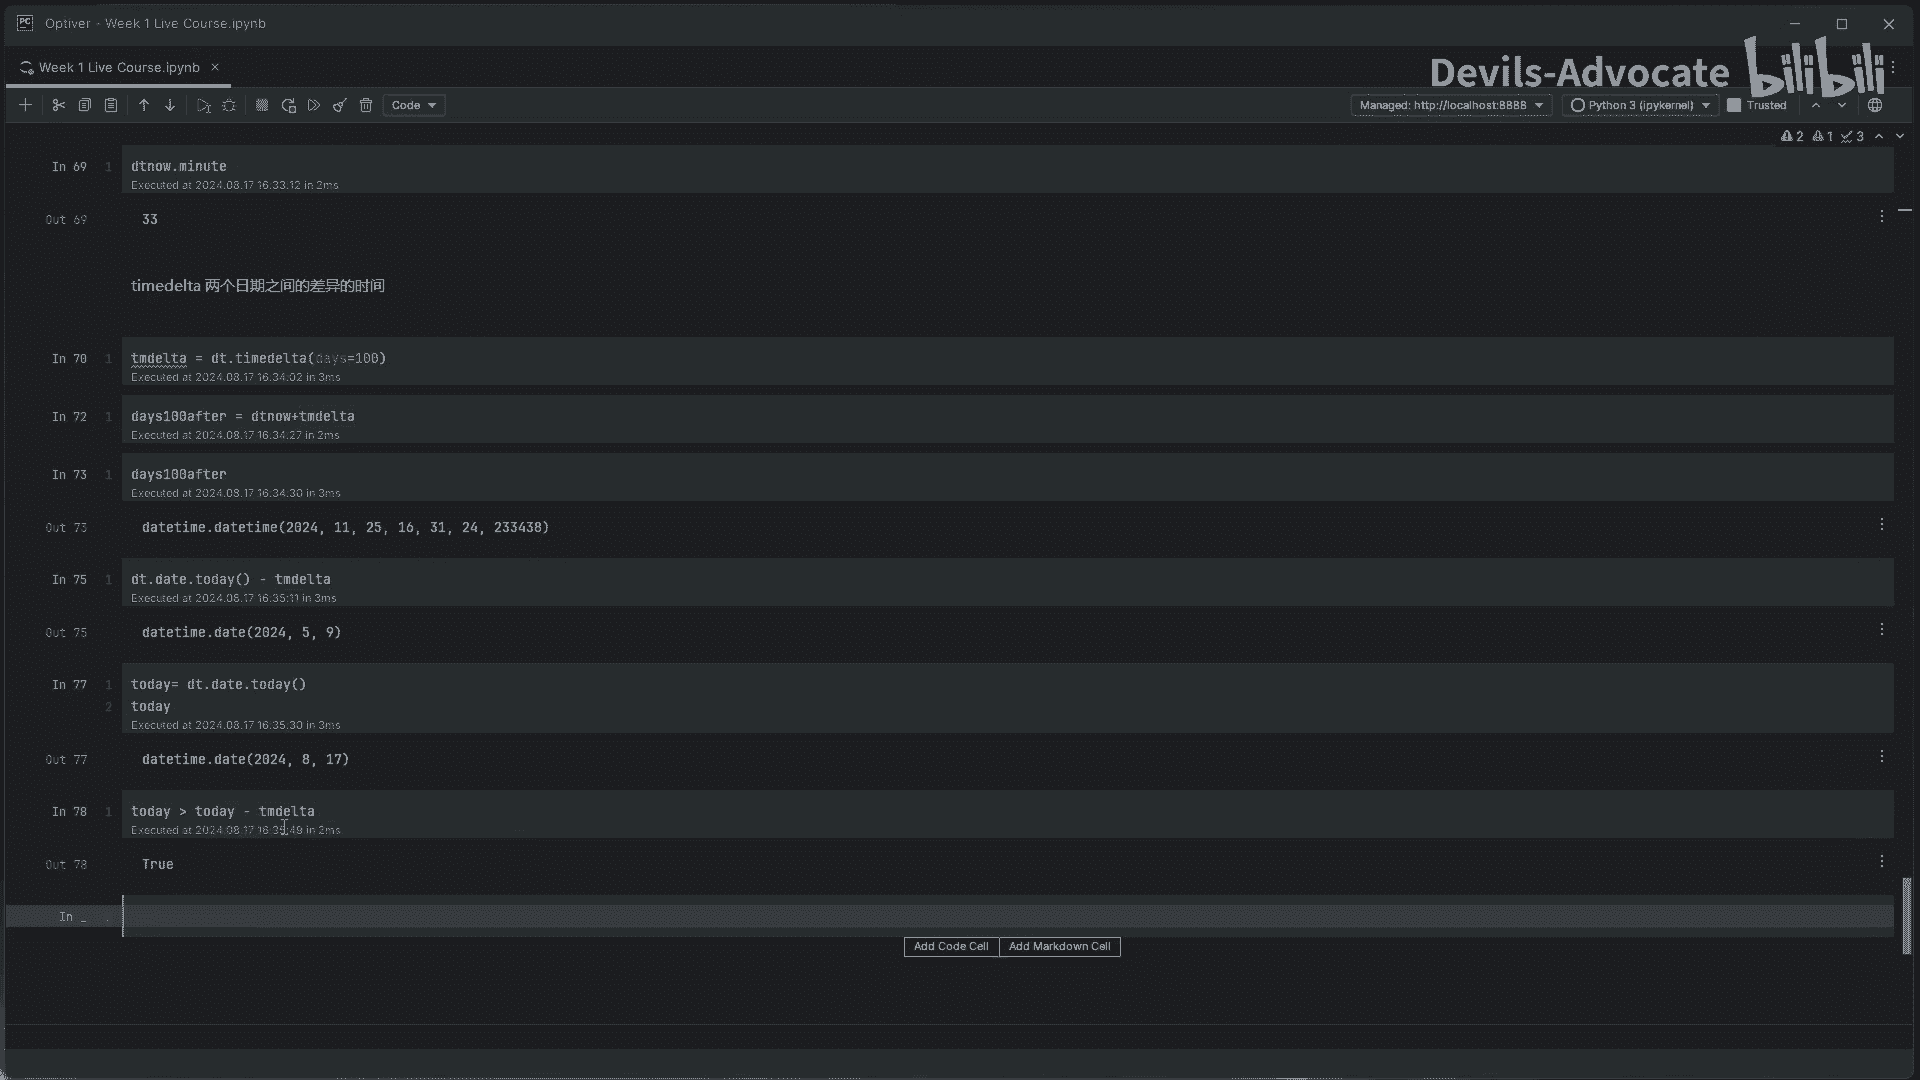 PC Optiver - Week 1 Live Course.ipynb
Week 1 Live Course.ipynb
Devils-Advocate bilibili
Code
Managed: http://localhost:8888
Python 3 (ipykernel)
Trusted
2 1 3
In 69 1 dtnow.minute
Executed at 2024.08.17 16:33:12 in 2ms
Out 69 33
timedelta 两个日期之间的差异的时间
In 70 1 tmdelta = dt.timedelta(days=100)
Executed at 2024.08.17 16:34:02 in 3ms
In 72 1 days100after = dtnow+tmdelta
Executed at 2024.08.17 16:34:27 in 2ms
In 73 1 days100after
Executed at 2024.08.17 16:34:30 in 3ms
Out 73 datetime.datetime(2024, 11, 25, 16, 31, 24, 233438)
In 75 1 dt.date.today() - tmdelta
Executed at 2024.08.17 16:35:11 in 3ms
Out 75 datetime.date(2024, 5, 9)
In 77 1 today= dt.date.today()
2 today
Executed at 2024.08.17 16:35:30 in 3ms
Out 77 datetime.date(2024, 8, 17)
In 78 1 today > today - tmdelta
Executed at 2024.08.17 16:35:49 in 2ms
Out 78 True
In _
Add Code Cell Add Markdown Cell